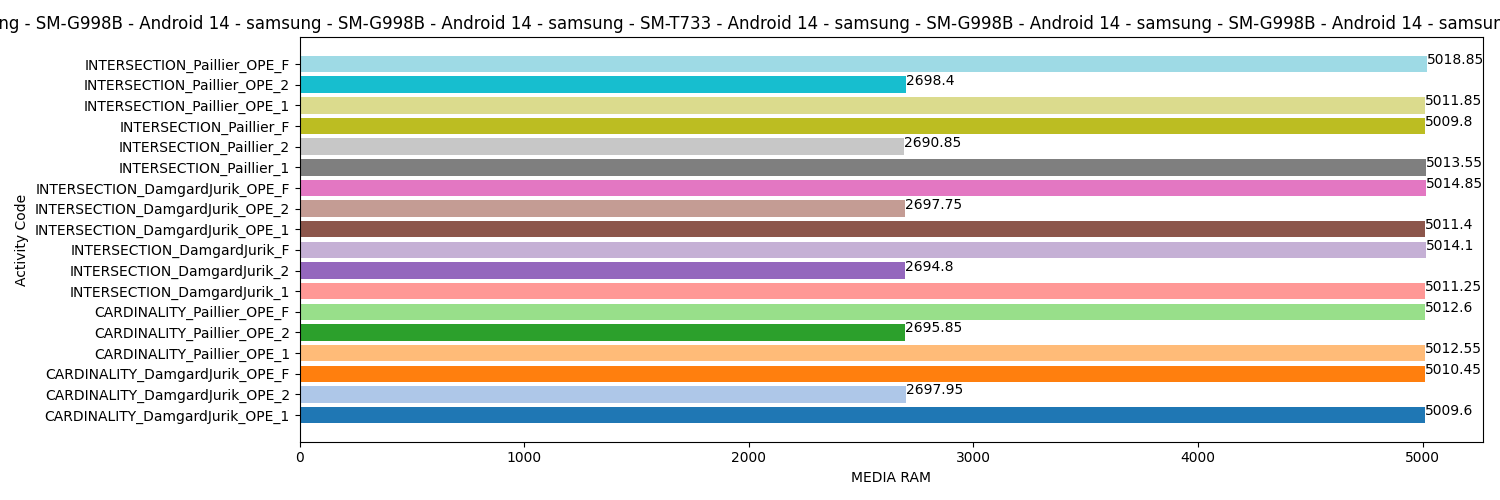 ng - SM-G998B - Android 14 - samsung - SM-G998B - Android 14 - samsung - SM-T733 - Android 14 - samsung - SM-G998B - Android 14 - samsung - SM-G998B - Android 14 - samsun
INTERSECTION_Paillier_OPE_F 5018.85
INTERSECTION_Paillier_OPE_2 2698.4
INTERSECTION_Paillier_OPE_1 5011.85
INTERSECTION_Paillier_F 5009.8
INTERSECTION_Paillier_2 2690.85
INTERSECTION_Paillier_1 5013.55
INTERSECTION_DamgardJurik_OPE_F 5014.85
INTERSECTION_DamgardJurik_OPE_2 2697.75
INTERSECTION_DamgardJurik_OPE_1 5011.4
INTERSECTION_DamgardJurik_F 5014.1
INTERSECTION_DamgardJurik_2 2694.8
INTERSECTION_DamgardJurik_1 5011.25
CARDINALITY_Paillier_OPE_F 5012.6
CARDINALITY_Paillier_OPE_2 2695.85
CARDINALITY_Paillier_OPE_1 5012.55
CARDINALITY_DamgardJurik_OPE_F 5010.45
CARDINALITY_DamgardJurik_OPE_2 2697.95
CARDINALITY_DamgardJurik_OPE_1 5009.6
Activity Code
0 1000 2000 3000 4000 5000
MEDIA RAM